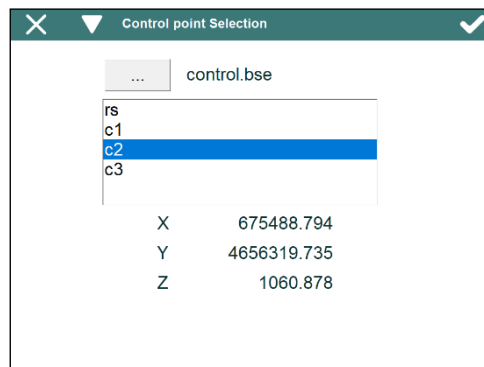 Control point Selection
... control.bse
rs
c1
c2
c3
X 675488.794
Y 4656319.735
Z 1060.878